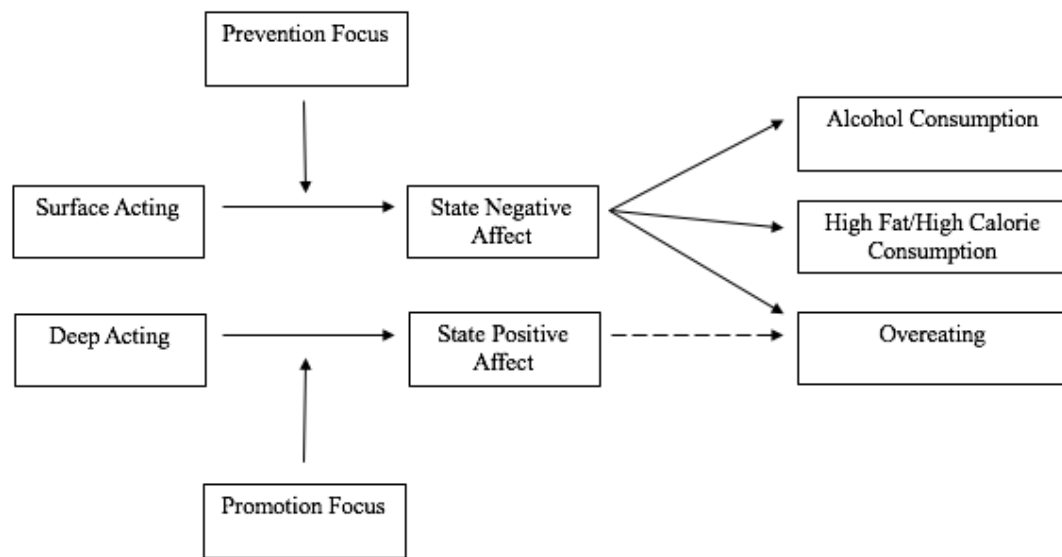 Prevention Focus
Alcohol Consumption
Surface Acting
State Negative
Affect
High Fat/High Calorie
Consumption
Deep Acting
State Positive
Affect
Overeating
Promotion Focus